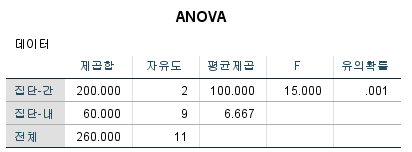 ANOVA
데이터
제곱합 자유도 평균제곱 F 유의확률
집단-간 200.000 2 100.000 15.000 .001
집단-내 60.000 9 6.667
전체 260.000 11